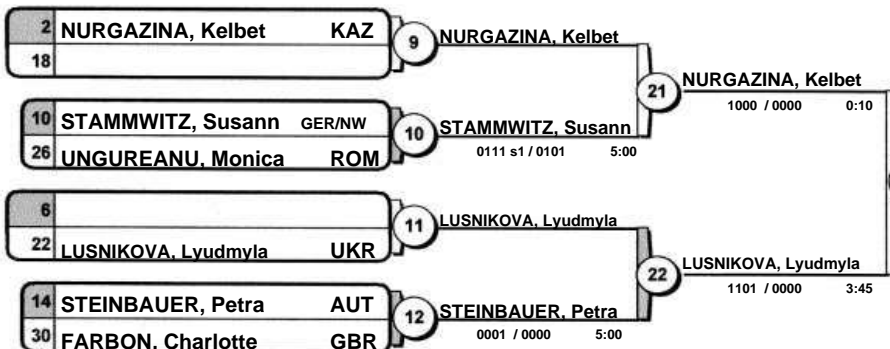 2 NURGAZINA, Kelbet KAZ
18
9
NURGAZINA, Kelbet
10 STAMMWITZ, Susann GER/NW
26 UNGUREANU, Monica ROM
10
STAMMWITZ, Susann
0111 s1 / 0101 5:00
21
NURGAZINA, Kelbet
1000 / 0000 0:10
6
22 LUSNIKOVA, Lyudmyla UKR
11
LUSNIKOVA, Lyudmyla
14 STEINBAUER, Petra AUT
30 FARBON, Charlotte GBR
12
STEINBAUER, Petra
0001 / 0000 5:00
22
LUSNIKOVA, Lyudmyla
1101 / 0000 3:45